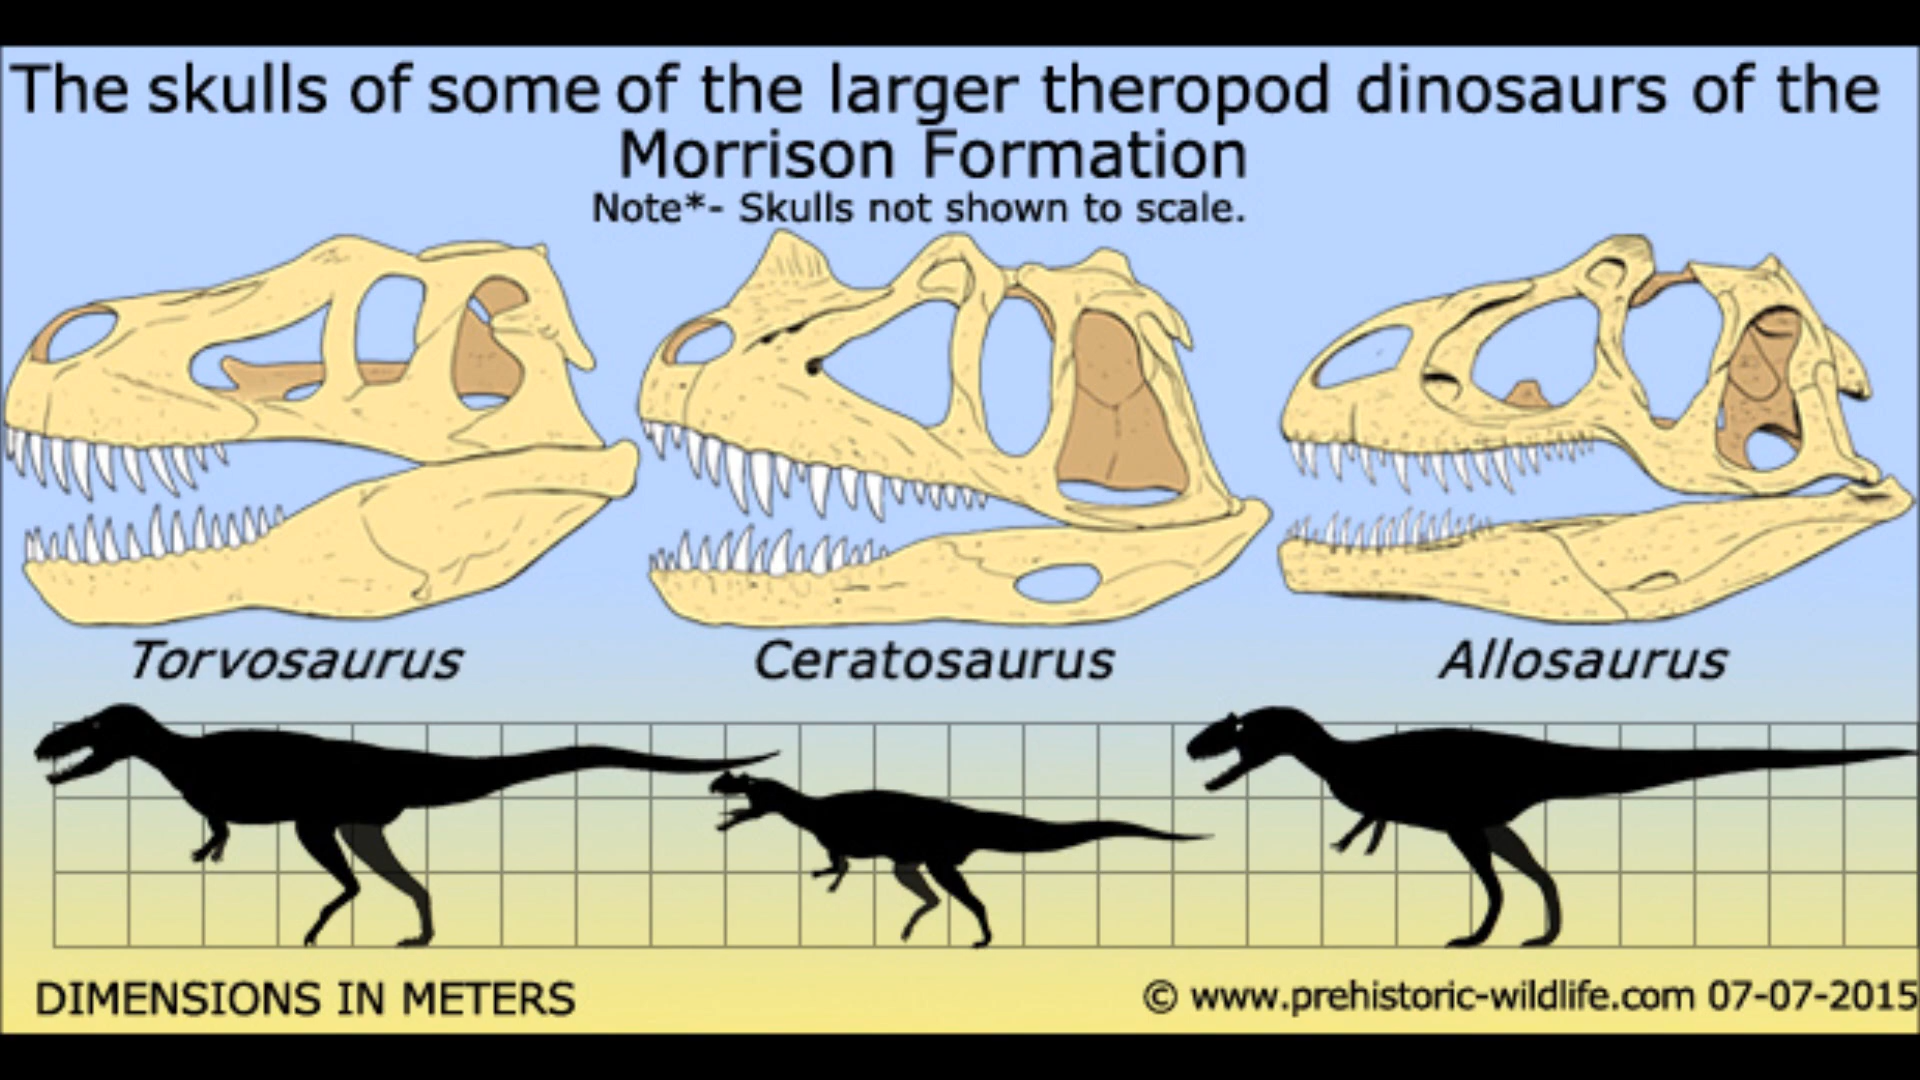 The skulls of some of the larger theropod dinosaurs of the
Morrison Formation
Note*- Skulls not shown to scale.
Torvosaurus
Ceratosaurus
Allosaurus
DIMENSIONS IN METERS
© www.prehistoric-wildlife.com 07-07-2015